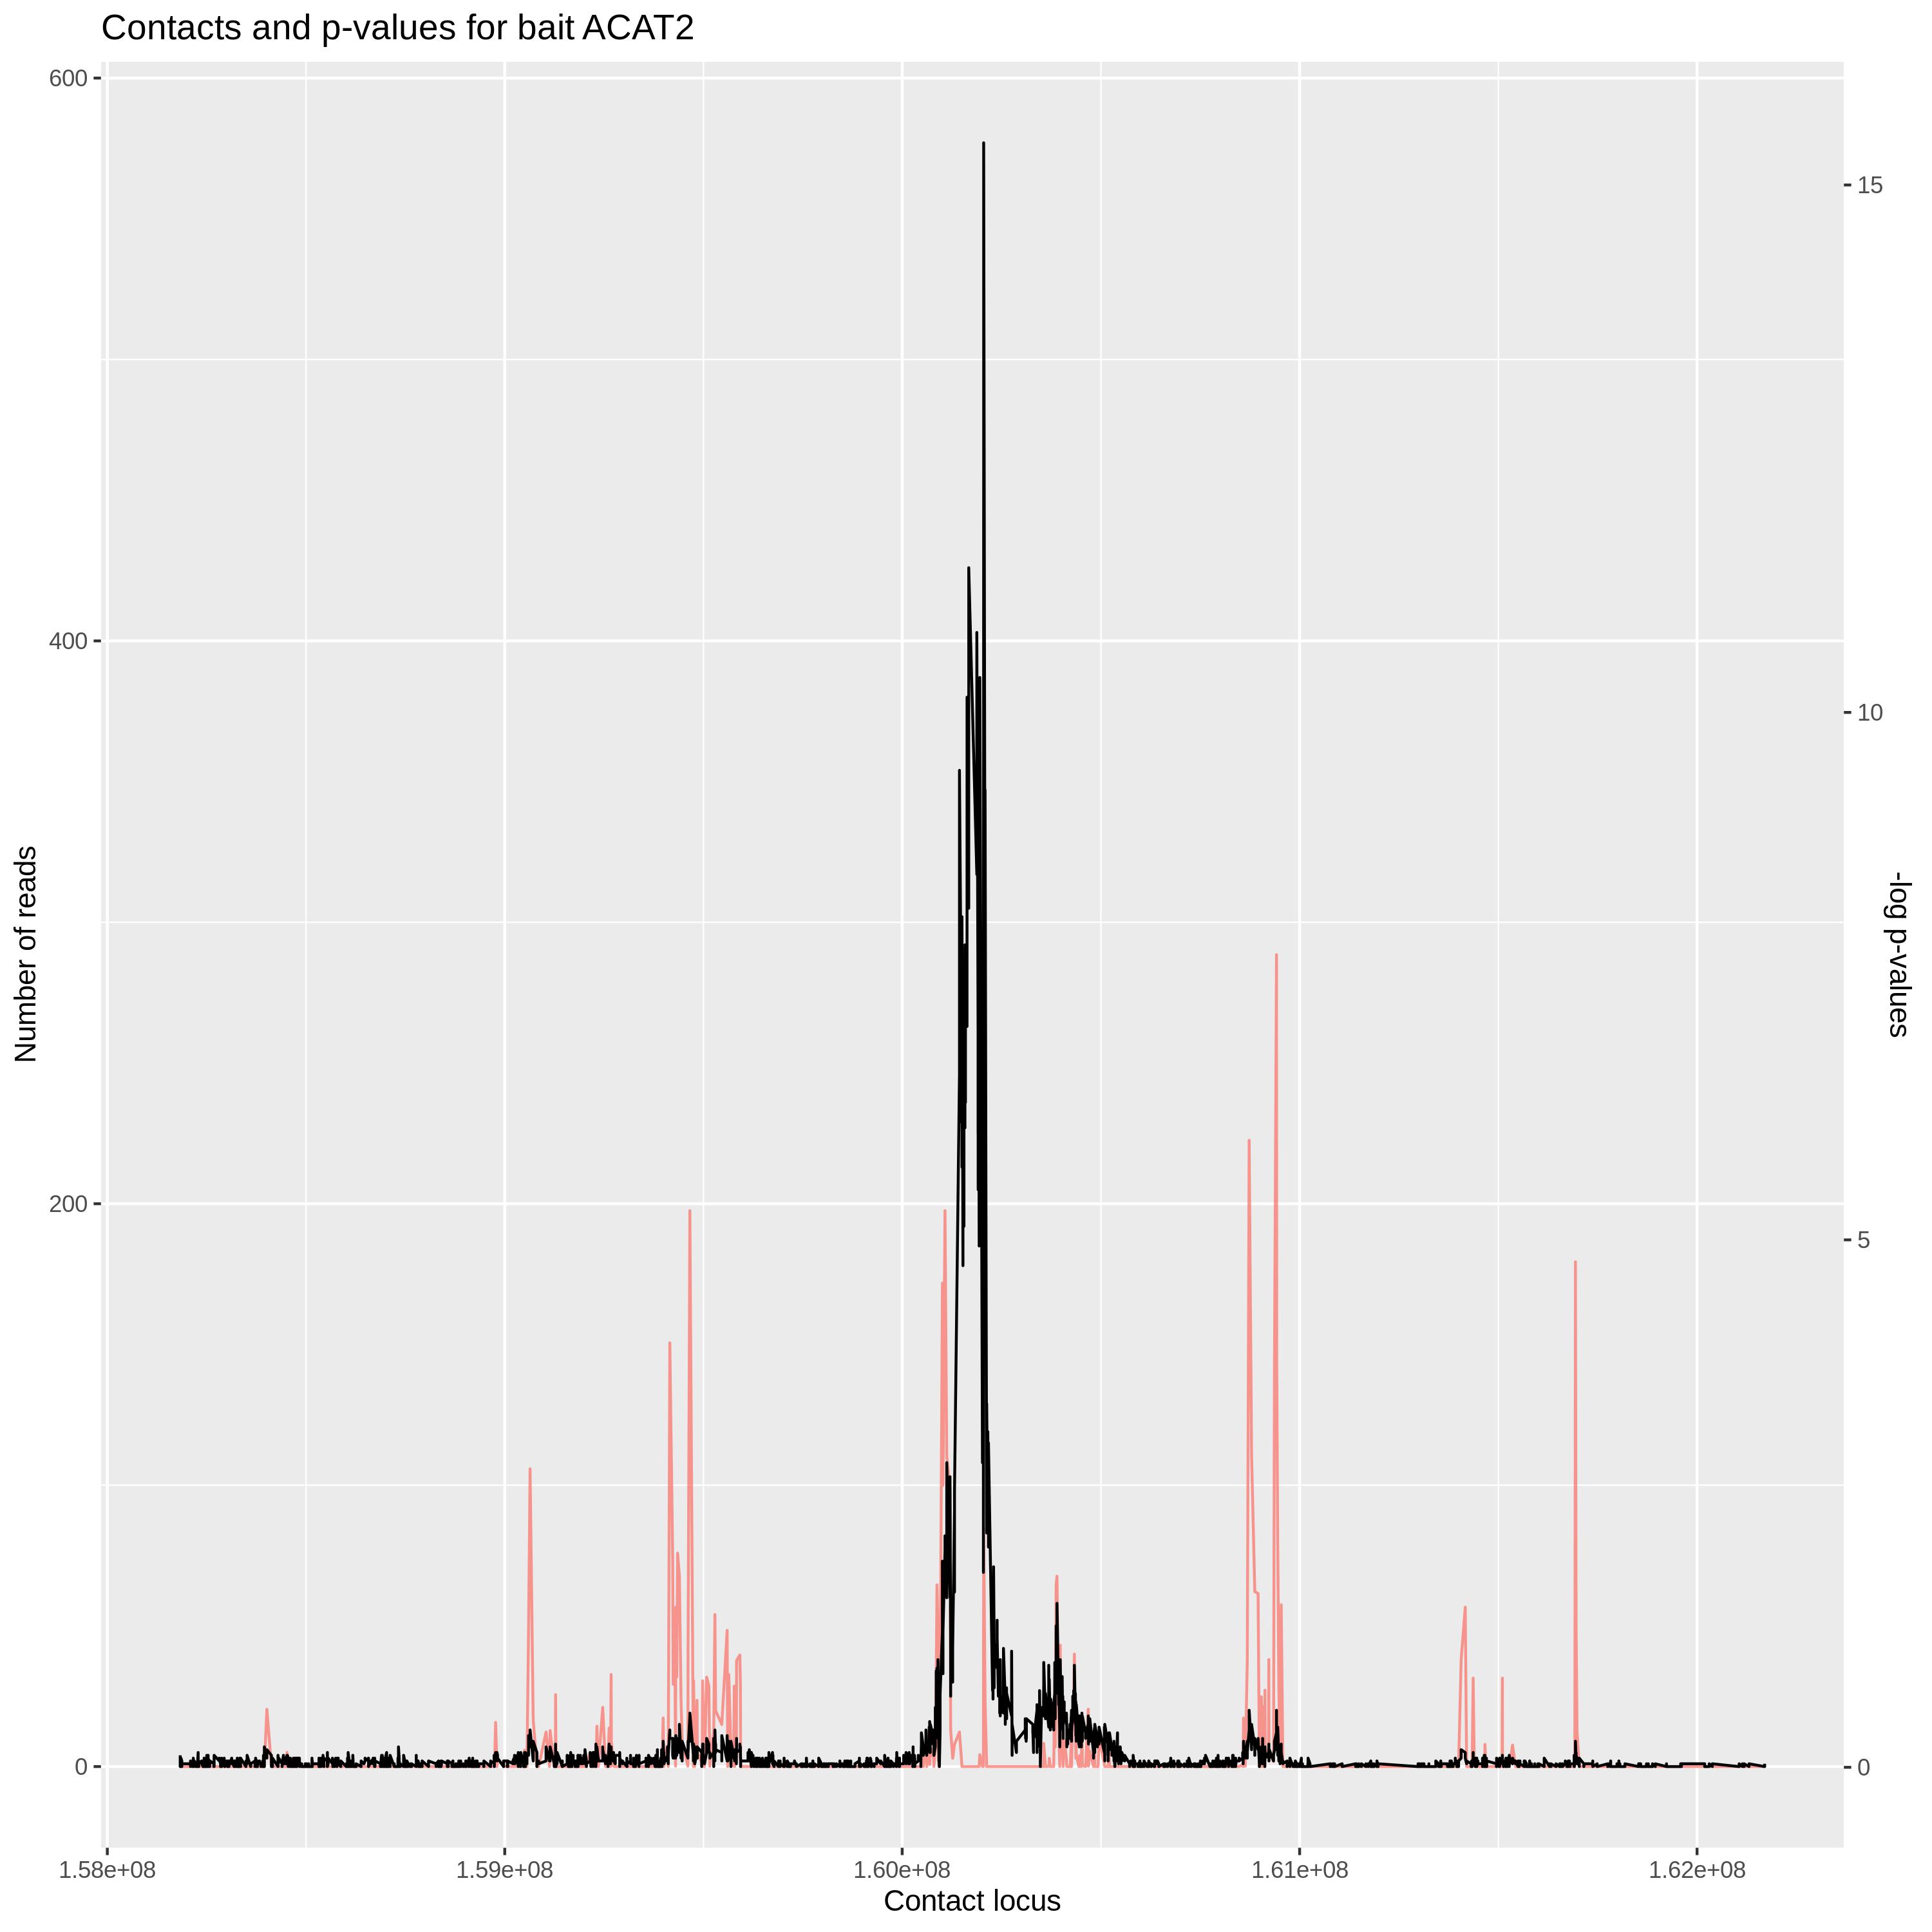 Contacts and p-values for bait ACAT2
600
400
200
0
Number of reads
15
10
5
0
-log p-values
1.58e+08
1.59e+08
1.60e+08
1.61e+08
1.62e+08
Contact locus